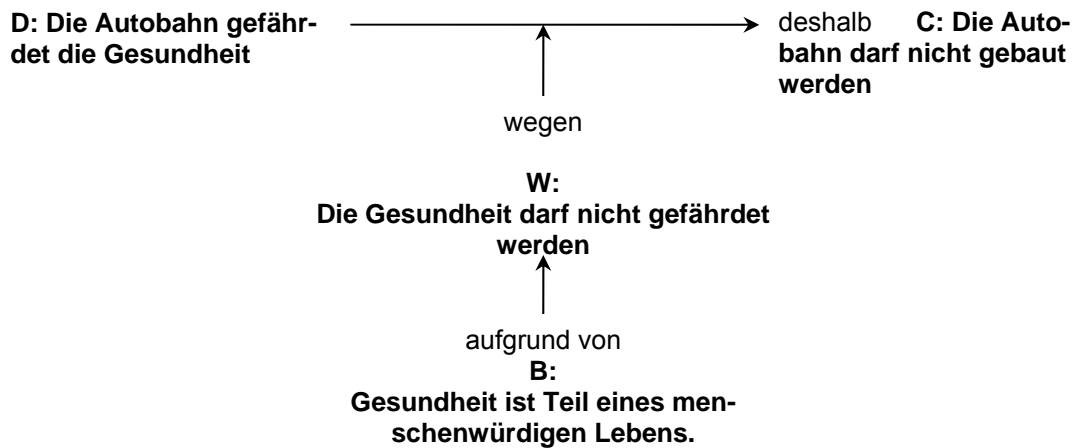 D: Die Autobahn gefähr-
det die Gesundheit
deshalb C: Die Auto-
bahn darf nicht gebaut
werden
wegen
W:
Die Gesundheit darf nicht gefährdet
werden
aufgrund von
B:
Gesundheit ist Teil eines men-
schenwürdigen Lebens.